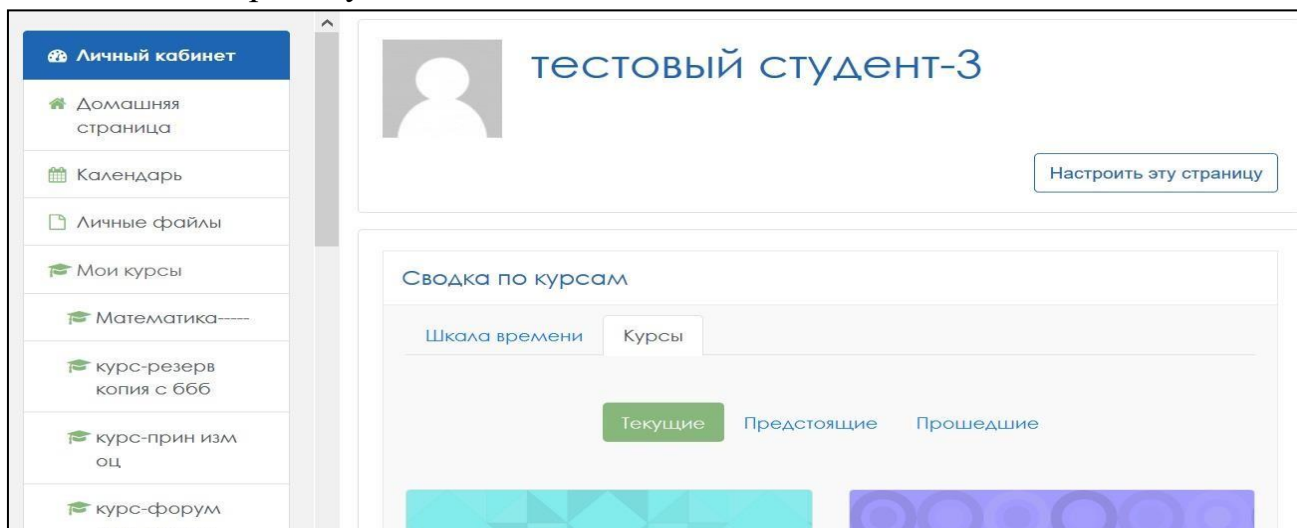 Личный кабинет
Домашняя
страница
Календарь
Личные файлы
Мои курсы
Математика-----
курс-резерв
копия с ббб
курс-прин изм
оц
курс-форум
тестовый студент-3
Настроить эту страницу
Сводка по курсам
Шкала времени
Курсы
Текущие
Предстоящие
Прошедшие